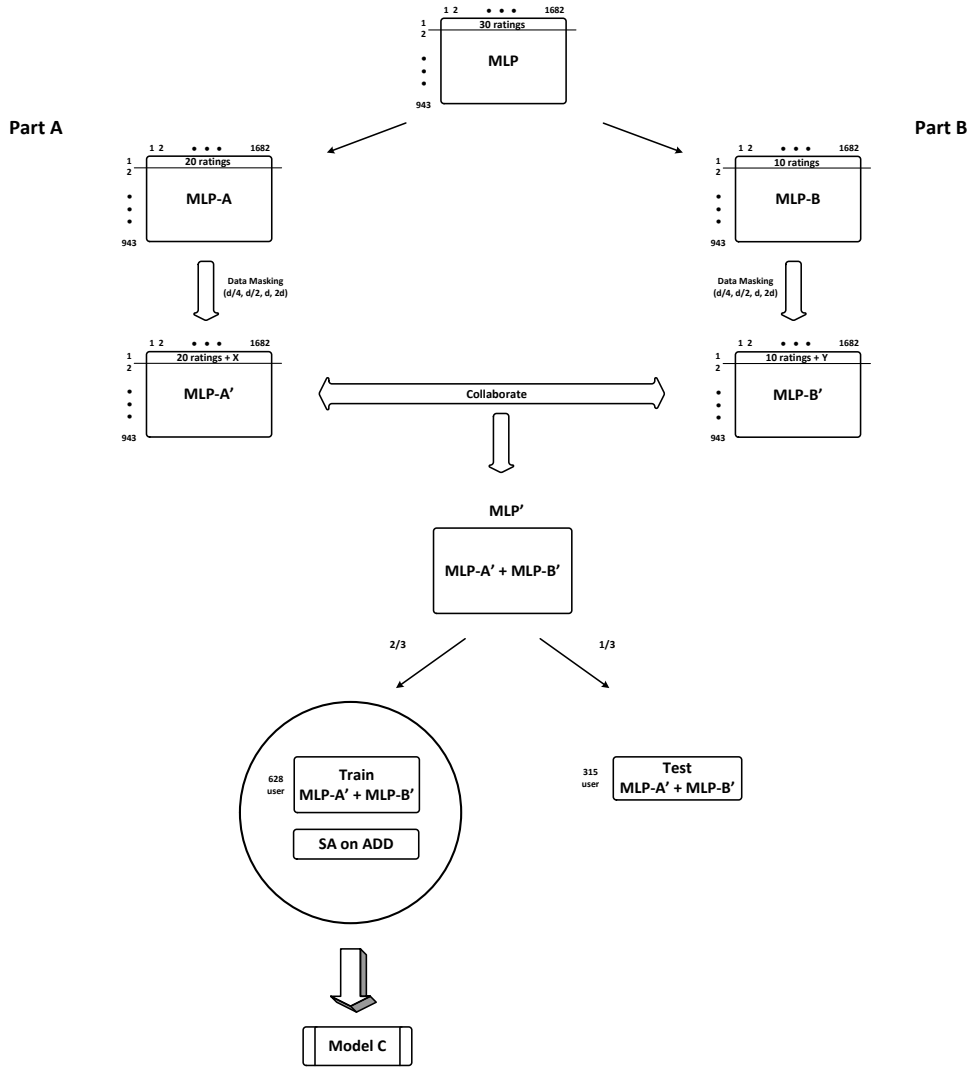 1 2 • • • 1682
1
30 ratings
2
MLP
943
Part A
Part B
1 2 • • • 1682
1
20 ratings
2
MLP-A
943
1 2 • • • 1682
1
10 ratings
2
MLP-B
943
Data Masking
(d/4, d/2, d, 2d)
Data Masking
(d/4, d/2, d, 2d)
1 2 • • • 1682
1
20 ratings + X
2
MLP-A’
943
Collaborate
1 2 • • • 1682
1
10 ratings + Y
2
MLP-B’
943
MLP’
MLP-A’ + MLP-B’
2/3
1/3
628
user
Train
MLP-A’ + MLP-B’
SA on ADD
315
user
Test
MLP-A’ + MLP-B’
Model C